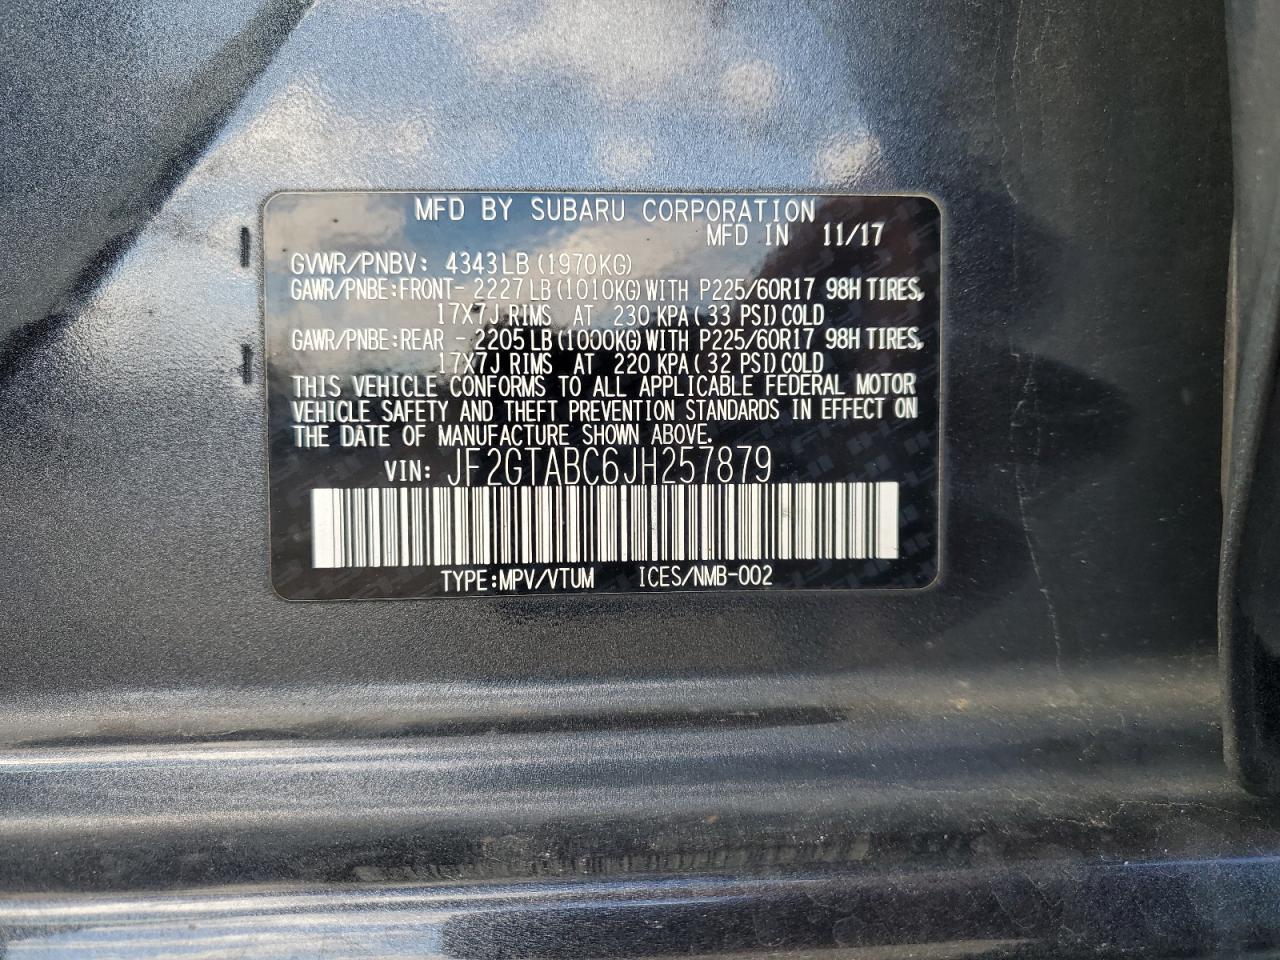 MFD BY SUBARU CORPORATION
MFD IN 11/17
GVWR/PNBV: 4343LB(1970KG)
GAWR/PNBE:FRONT- 2227LB(1010KG)WITH P225/60R17 98H TIRES,
17X7J RIMS AT 230 KPA(33 PSI)COLD
GAWR/PNBE:REAR - 2205LB(1000KG)WITH P225/60R17 98H TIRES,
17X7J RIMS AT 220 KPA(32 PSI)COLD
THIS VEHICLE CONFORMS TO ALL APPLICABLE FEDERAL MOTOR
VEHICLE SAFETY AND THEFT PREVENTION STANDARDS IN EFFECT ON
THE DATE OF MANUFACTURE SHOWN ABOVE.
VIN: JF2GTABC6JH257879
TYPE:MPV/VTUM ICES/NMB-002